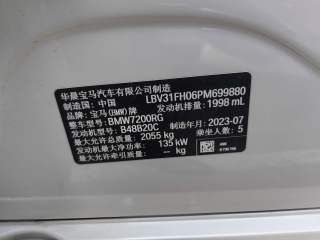 华晨宝马汽车有限公司制造
制造国：中国 LBV31FH06PM699880
品牌：宝马(BMW)牌 发动机排量：1998 mL
整车型号：BMW7200RG
发动机型号：B48B20C 制造年月：2023-07
最大允许总质量：2055 kg 乘坐人数：5
发动机最大净功率：135 kW
最大允许牵引质量：-- kg